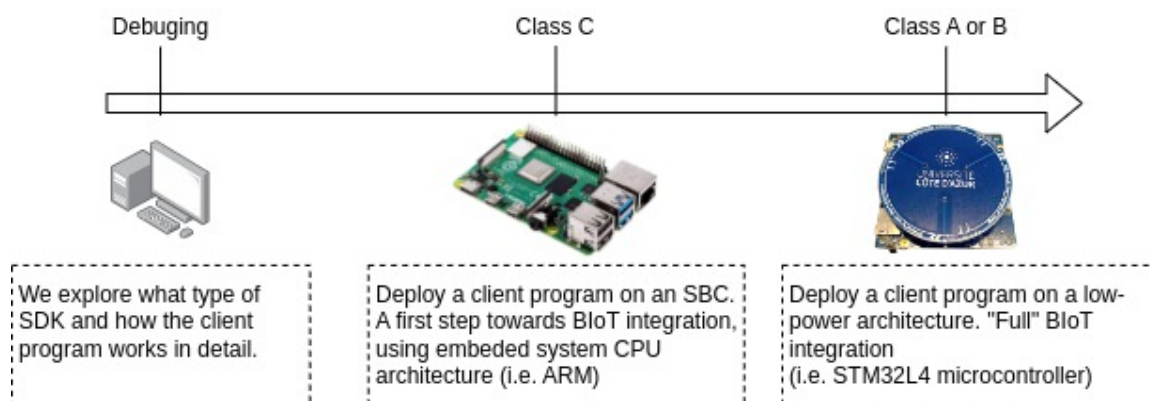 Debuging
Class C
Class A or B
UNIVERSITÉ
CÔTE D'AZUR
We explore what type of
SDK and how the client
program works in detail.
Deploy a client program on an SBC.
A first step towards BIoT integration,
using embeded system CPU
architecture (i.e. ARM)
Deploy a client program on a low-
power architecture. "Full" BIoT
integration
(i.e. STM32L4 microcontroller)